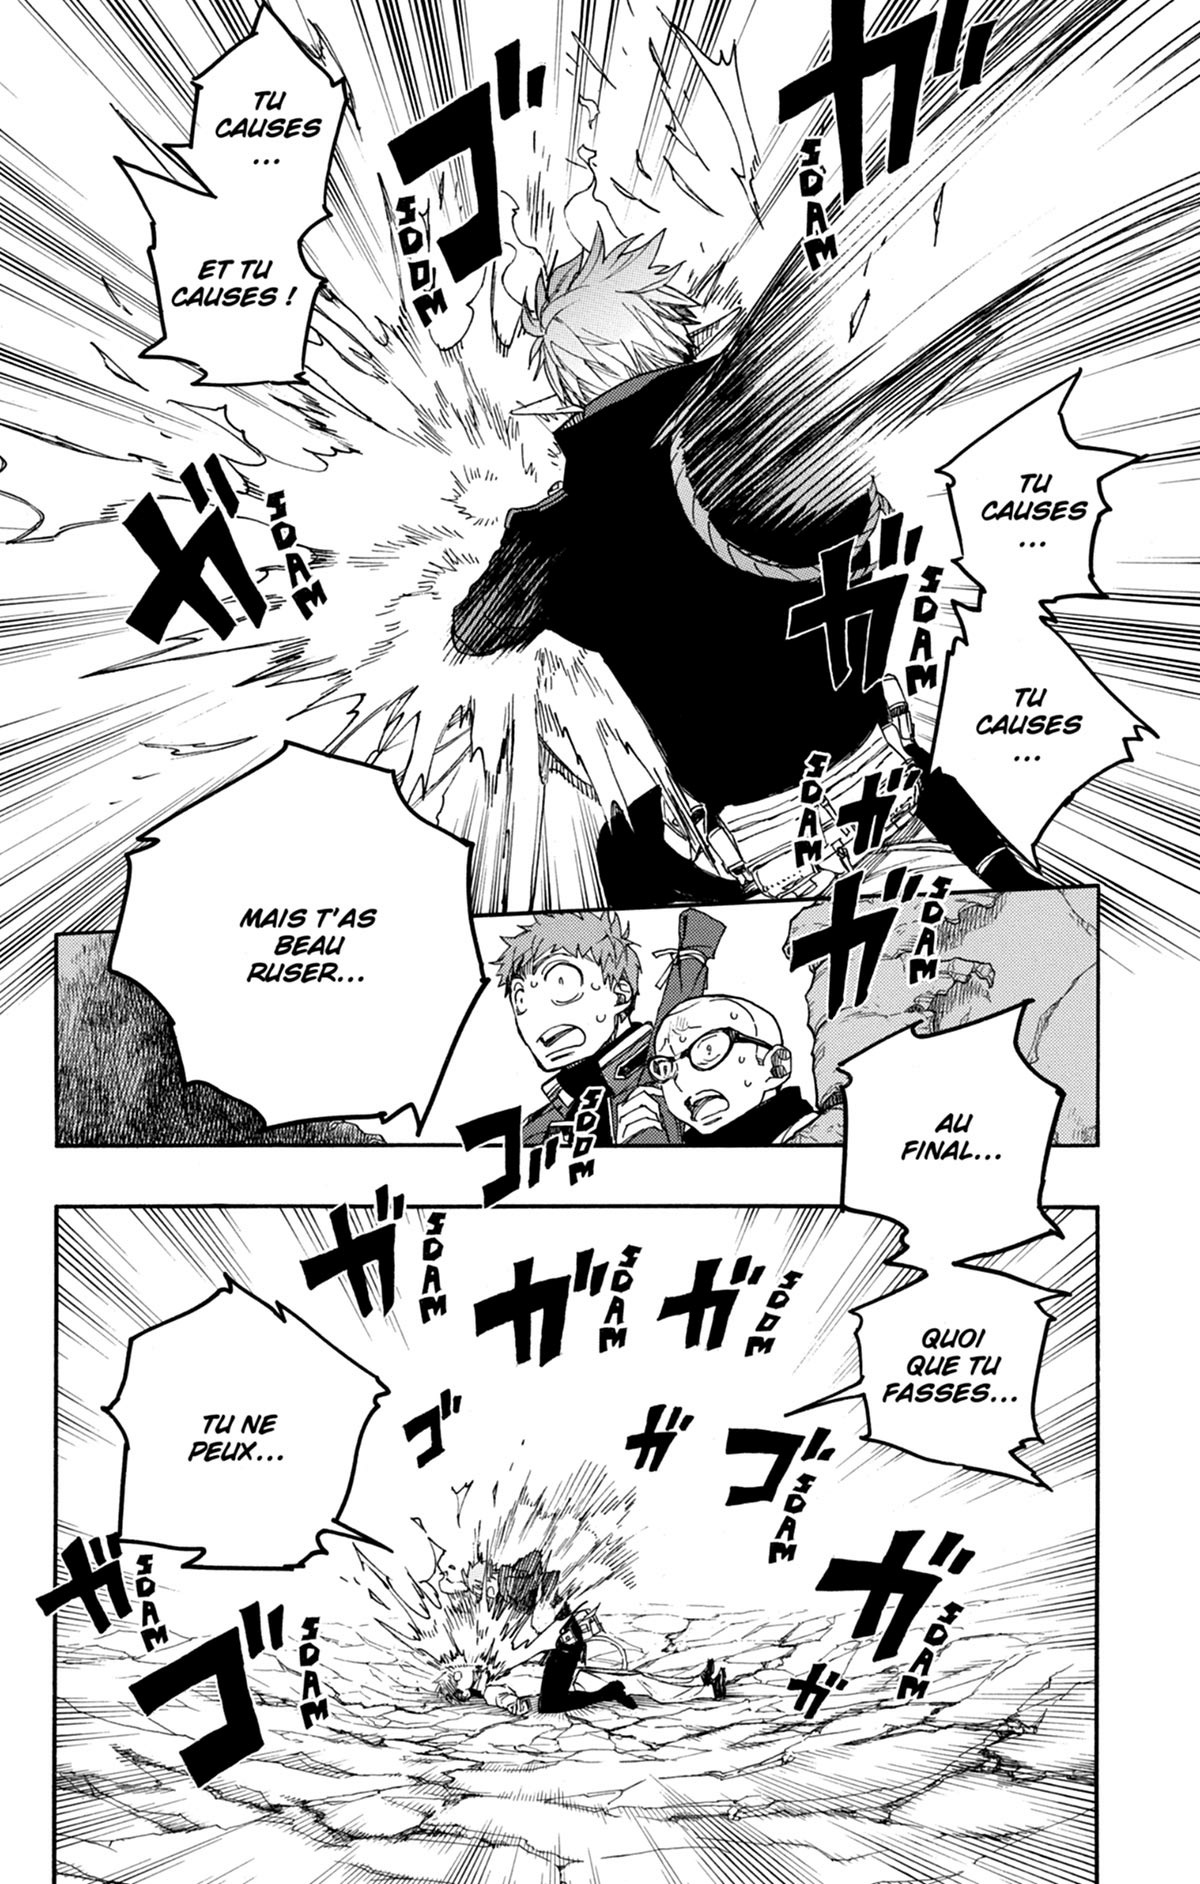 TU
CAUSES
...
TU
CAUSES
...
TU
CAUSES
...
ET TU
CAUSES !
ガ
SDAM
ゴ
SDOM
ガ
SDAM
ガ
SDAM
ガ
SDAM
ガ
SDAM
MAIS T'AS
BEAU
RUSER...
ゴ
SDOM
AU
FINAL...
QUOI
QUE TU
FASSES...
ガ
SDAM
ガ
SDAM
ガ
SDOM
ゴ
ガ
ゴ
SDAM
TU NE
PEUX...
ガ
SDAM
ゴ
SDAM
ガ
SDAM
ガ